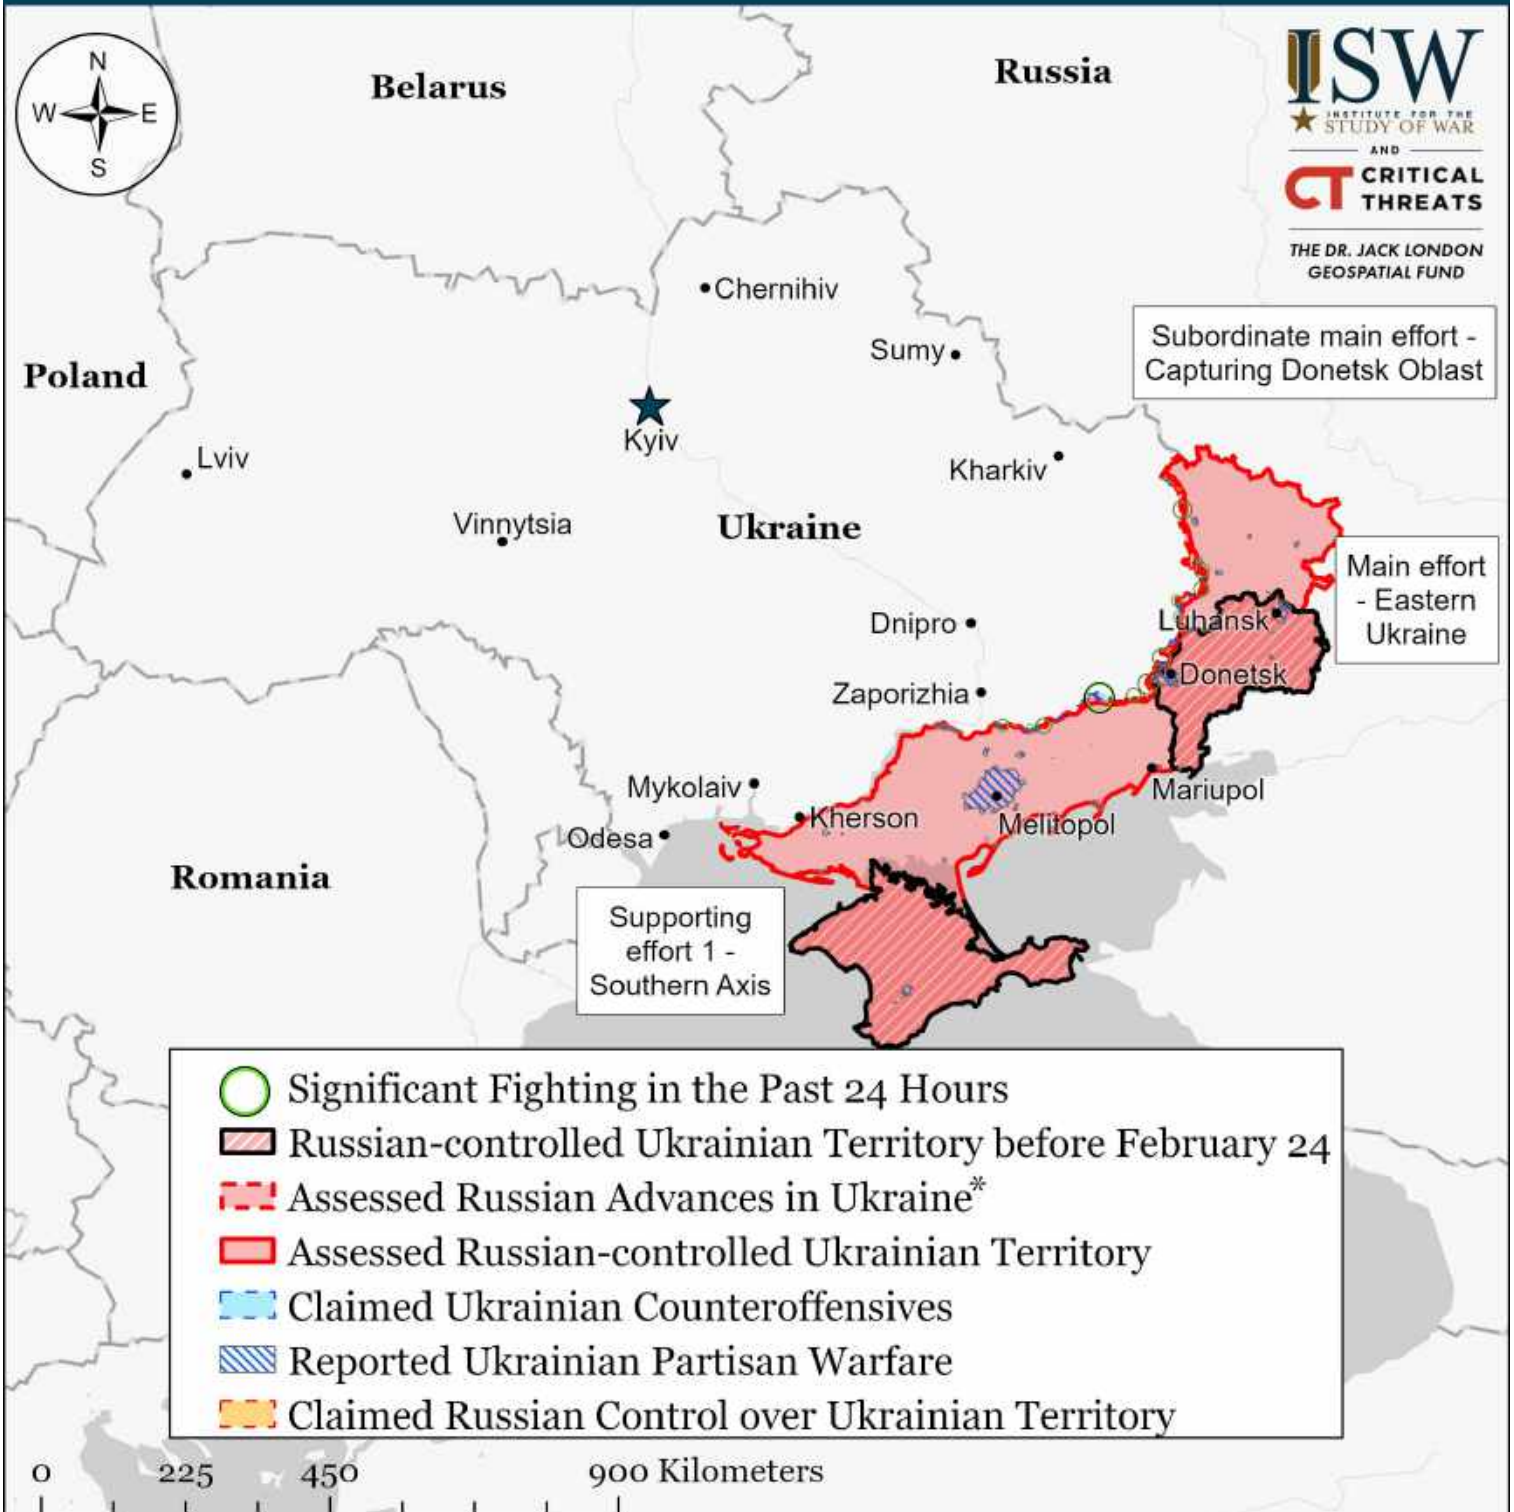 N
W
E
S
Belarus
Russia
ISW
INSTITUTE FOR THE
STUDY OF WAR
AND
CT CRITICAL
THREATS
THE DR. JACK LONDON
GEOSPATIAL FUND
Chernihiv
Subordinate main effort -
Capturing Donetsk Oblast
Sumy
Poland
Kyiv
Lviv
Kharkiv
Vinnytsia
Ukraine
Main effort
- Eastern
Ukraine
Dnipro
Luhansk
Donetsk
Zaporizhia
Mykolaiv
Mariupol
Kherson
Melitopol
Odesa
Romania
Supporting
effort 1 -
Southern Axis
Significant Fighting in the Past 24 Hours
Russian-controlled Ukrainian Territory before February 24
Assessed Russian Advances in Ukraine*
Assessed Russian-controlled Ukrainian Territory
Claimed Ukrainian Counteroffensives
Reported Ukrainian Partisan Warfare
Claimed Russian Control over Ukrainian Territory
0 225 450 900 Kilometers